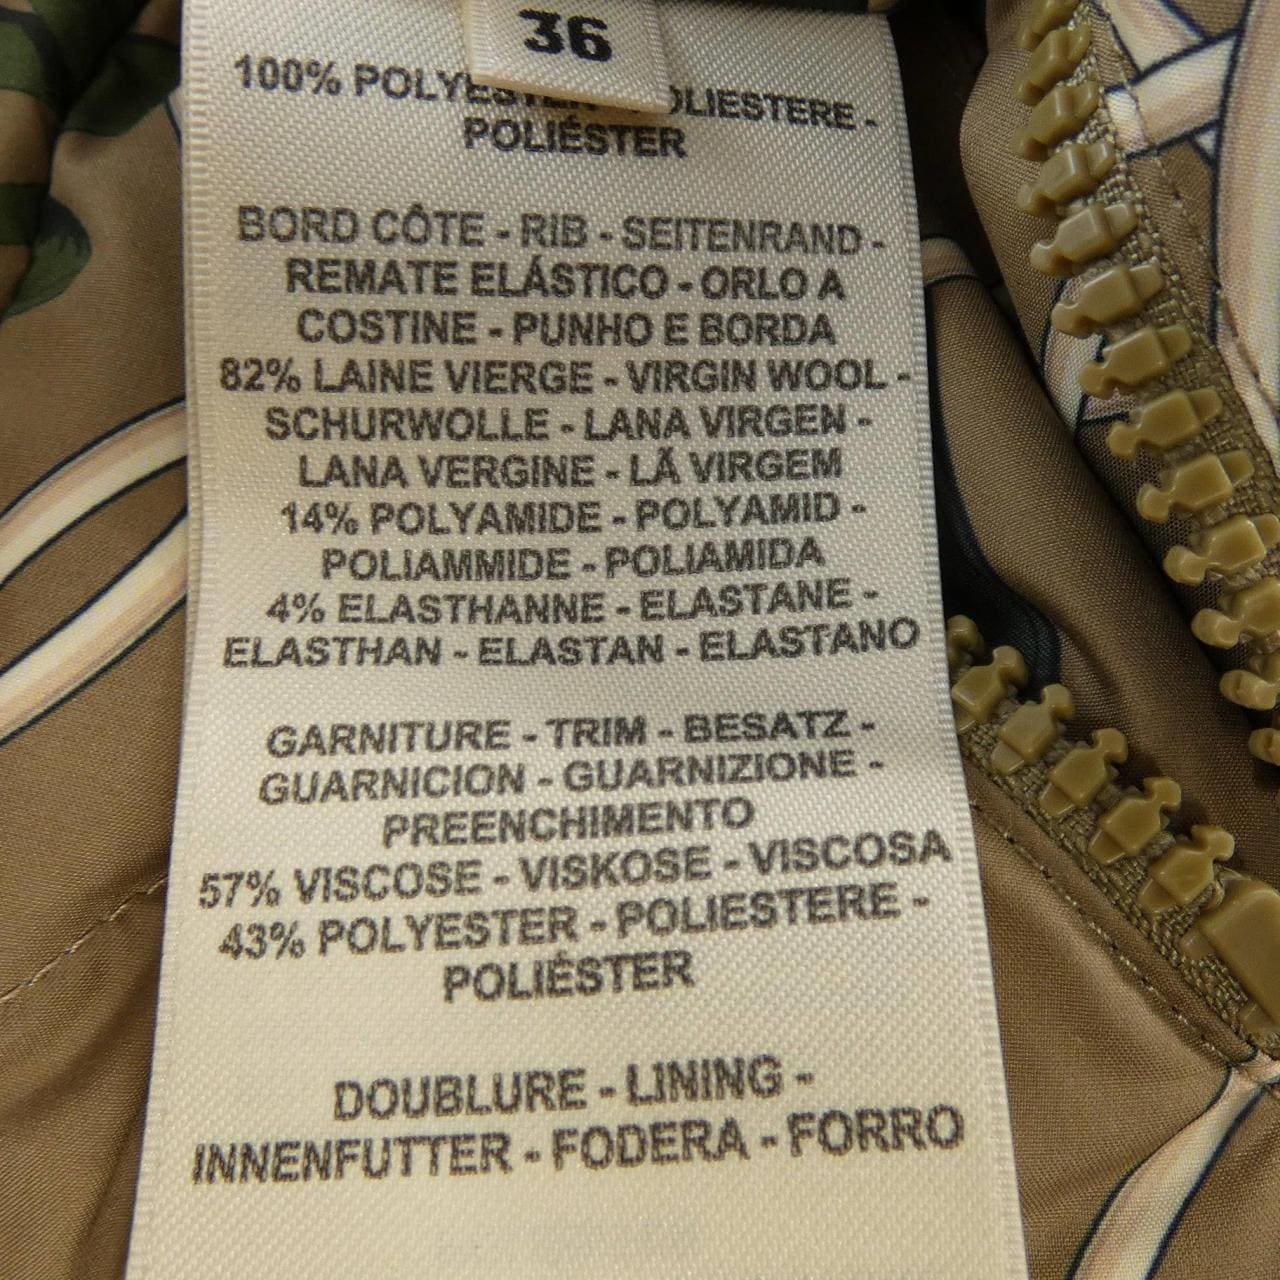 36
100% POLYESTER - POLIESTERE -
POLIÉSTER
BORD CÔTE - RIB - SEITENRAND -
REMATE ELÁSTICO - ORLO A
COSTINE - PUNHO E BORDA
82% LAINE VIERGE - VIRGIN WOOL -
SCHURWOLLE - LANA VIRGEN -
LANA VERGINE - LÃ VIRGEM
14% POLYAMIDE - POLYAMID -
POLIAMMIDE - POLIAMIDA
4% ELASTHANNE - ELASTANE -
ELASTHAN - ELASTAN - ELASTANO
GARNITURE - TRIM - BESATZ -
GUARNICION - GUARNIZIONE -
PREENCHIMENTO
57% VISCOSE - VISKOSE - VISCOSA
43% POLYESTER - POLIESTERE -
POLIÉSTER
DOUBLURE - LINING -
INNENFUTTER - FODERA - FORRO